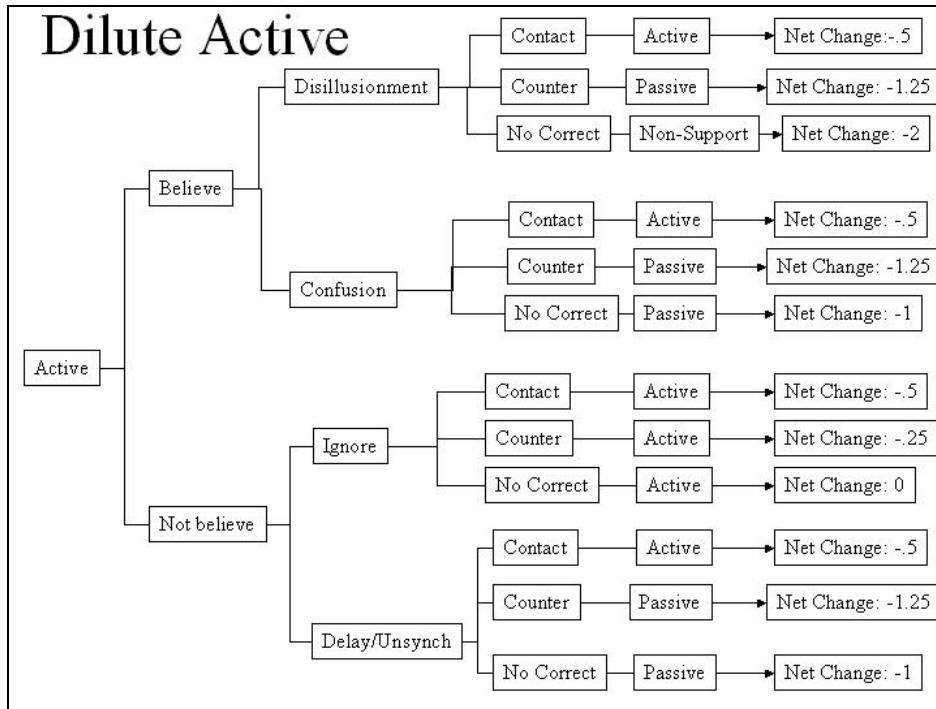 Dilute Active
Contact Active Net Change:-.5
Disillusionment Counter Passive Net Change: -1.25
No Correct Non-Support Net Change: -2
Believe
Contact Active Net Change: -.5
Counter Passive Net Change: -1.25
Confusion
No Correct Passive Net Change: -1
Active
Contact Active Net Change: -.5
Ignore Counter Active Net Change: -.25
No Correct Active Net Change: 0
Not believe
Contact Active Net Change: -.5
Counter Passive Net Change: -1.25
Delay/Unsynch
No Correct Passive Net Change: -1